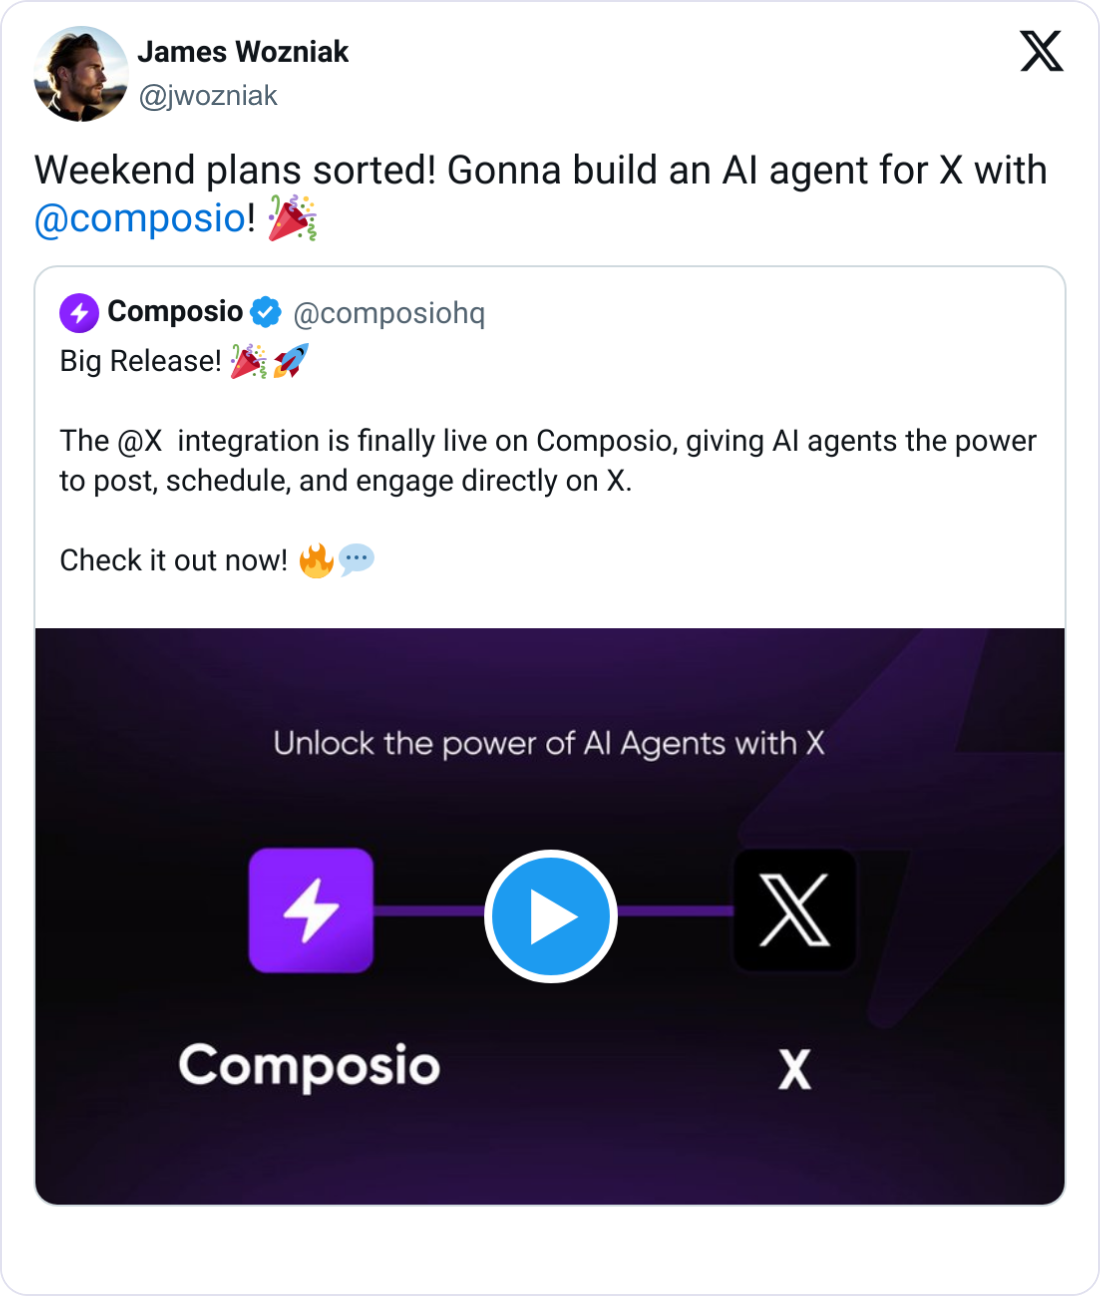 James Wozniak
@jwozniak
Weekend plans sorted! Gonna build an AI agent for X with
@composio! 🎉
Composio @composiohq
Big Release! 🎉🚀
The @X  integration is finally live on Composio, giving AI agents the power
to post, schedule, and engage directly on X.
Check it out now! 🔥💬
Unlock the power of AI Agents with X
Composio
X